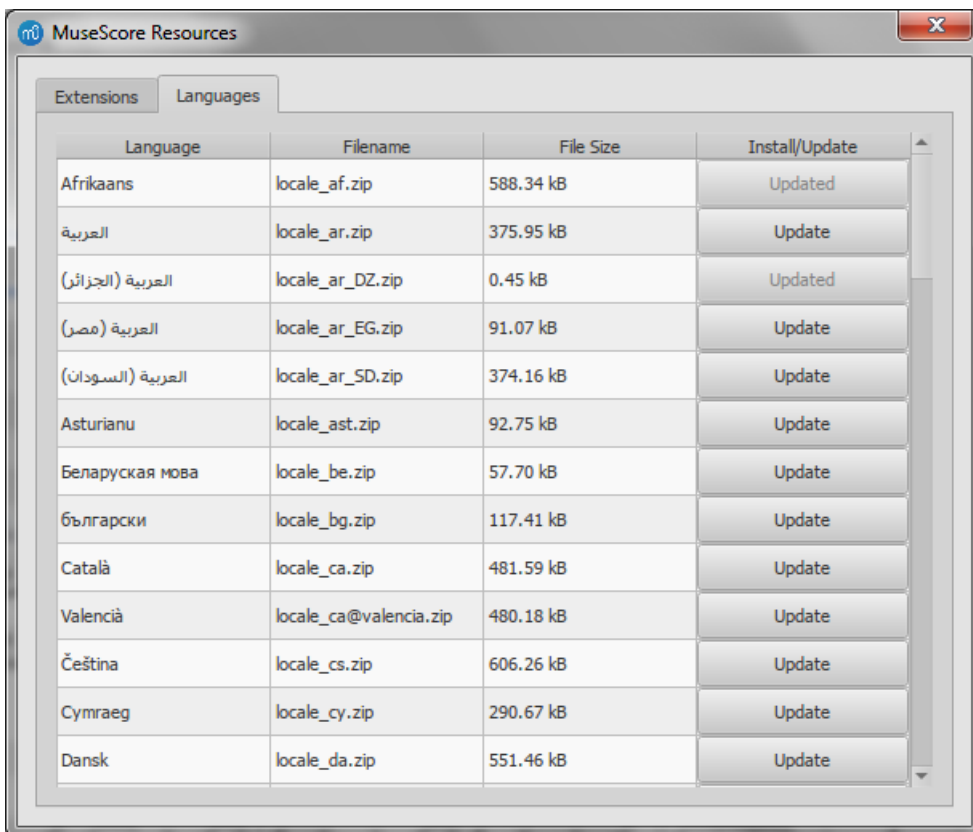 MuseScore Resources
Extensions Languages
Language Filename File Size Install/Update
Afrikaans locale_af.zip 588.34 kB Updated
العربية locale_ar.zip 375.95 kB Update
العربية (الجزائر) locale_ar_DZ.zip 0.45 kB Updated
العربية (مصر) locale_ar_EG.zip 91.07 kB Update
العربية (السودان) locale_ar_SD.zip 374.16 kB Update
Asturianu locale_ast.zip 92.75 kB Update
Беларуская мова locale_be.zip 57.70 kB Update
български locale_bg.zip 117.41 kB Update
Català locale_ca.zip 481.59 kB Update
Valencià locale_ca@valencia.zip 480.18 kB Update
Čeština locale_cs.zip 606.26 kB Update
Cymraeg locale_cy.zip 290.67 kB Update
Dansk locale_da.zip 551.46 kB Update